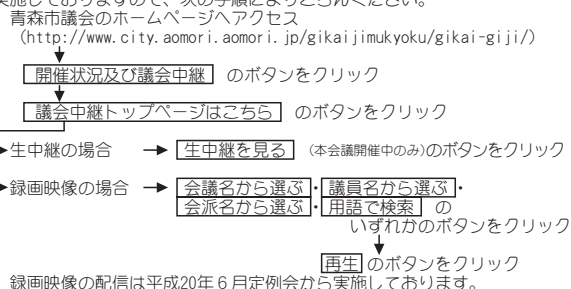 実施しておりますので、次の手順によりごらんください。
青森市議会のホームページへアクセス
(http://www.city.aomori.aomori.jp/gikaijimukyoku/gikai-giji/)
開催状況及び議会中継 のボタンをクリック
議会中継トップページはこちら のボタンをクリック
生中継の場合 → 生中継を見る (本会議開催中のみ)のボタンをクリック
録画映像の場合 → 会議名から選ぶ・議員名から選ぶ・
会派名から選ぶ・用語で検索 の
いずれかのボタンをクリック
再生 のボタンをクリック
録画映像の配信は平成20年6月定例会から実施しております。